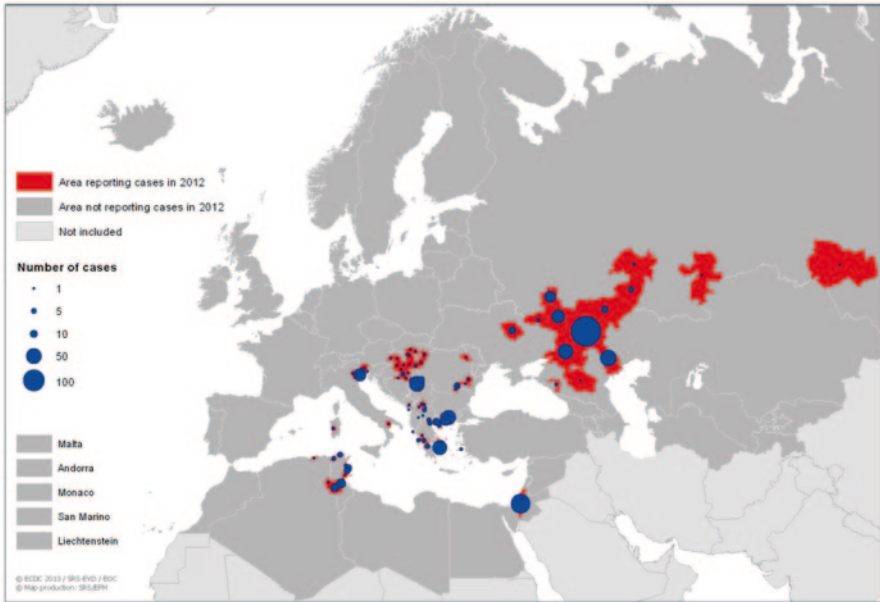 Area reporting cases in 2012
Area not reporting cases in 2012
Not included
Number of cases
1
5
10
50
100
Malta
Andorra
Monaco
San Marino
Liechtenstein
© ECDC 2013 / SRS-EVD / EOC
© Map production: SRS/EPM